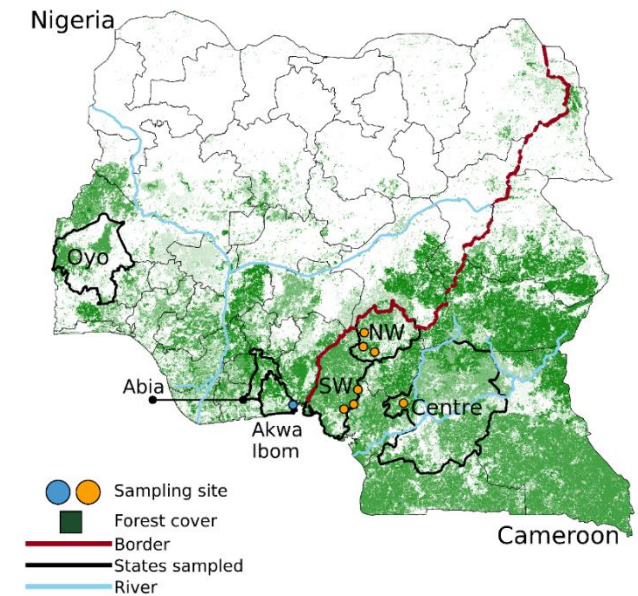 Nigeria
Oyo
NW
SW
Abia
Centre
Akwa
Ibom
Sampling site
Forest cover
Border
States sampled
River
Cameroon